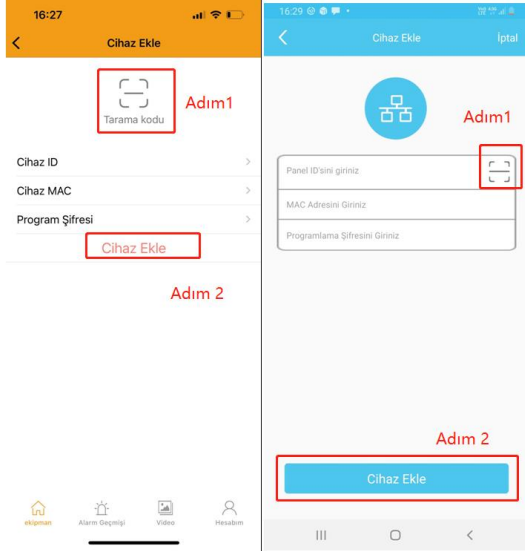 16:27
Cihaz Ekle
Tarama kodu
Adım1
Cihaz ID
Cihaz MAC
Program Şifresi
Cihaz Ekle
Adım 2
ekipman
Alarm Geçmişi
Video
Hesabım
16:29
Cihaz Ekle
İptal
Adım1
Panel ID'sini giriniz
MAC Adresini Giriniz
Programlama Şifresini Giriniz
Adım 2
Cihaz Ekle